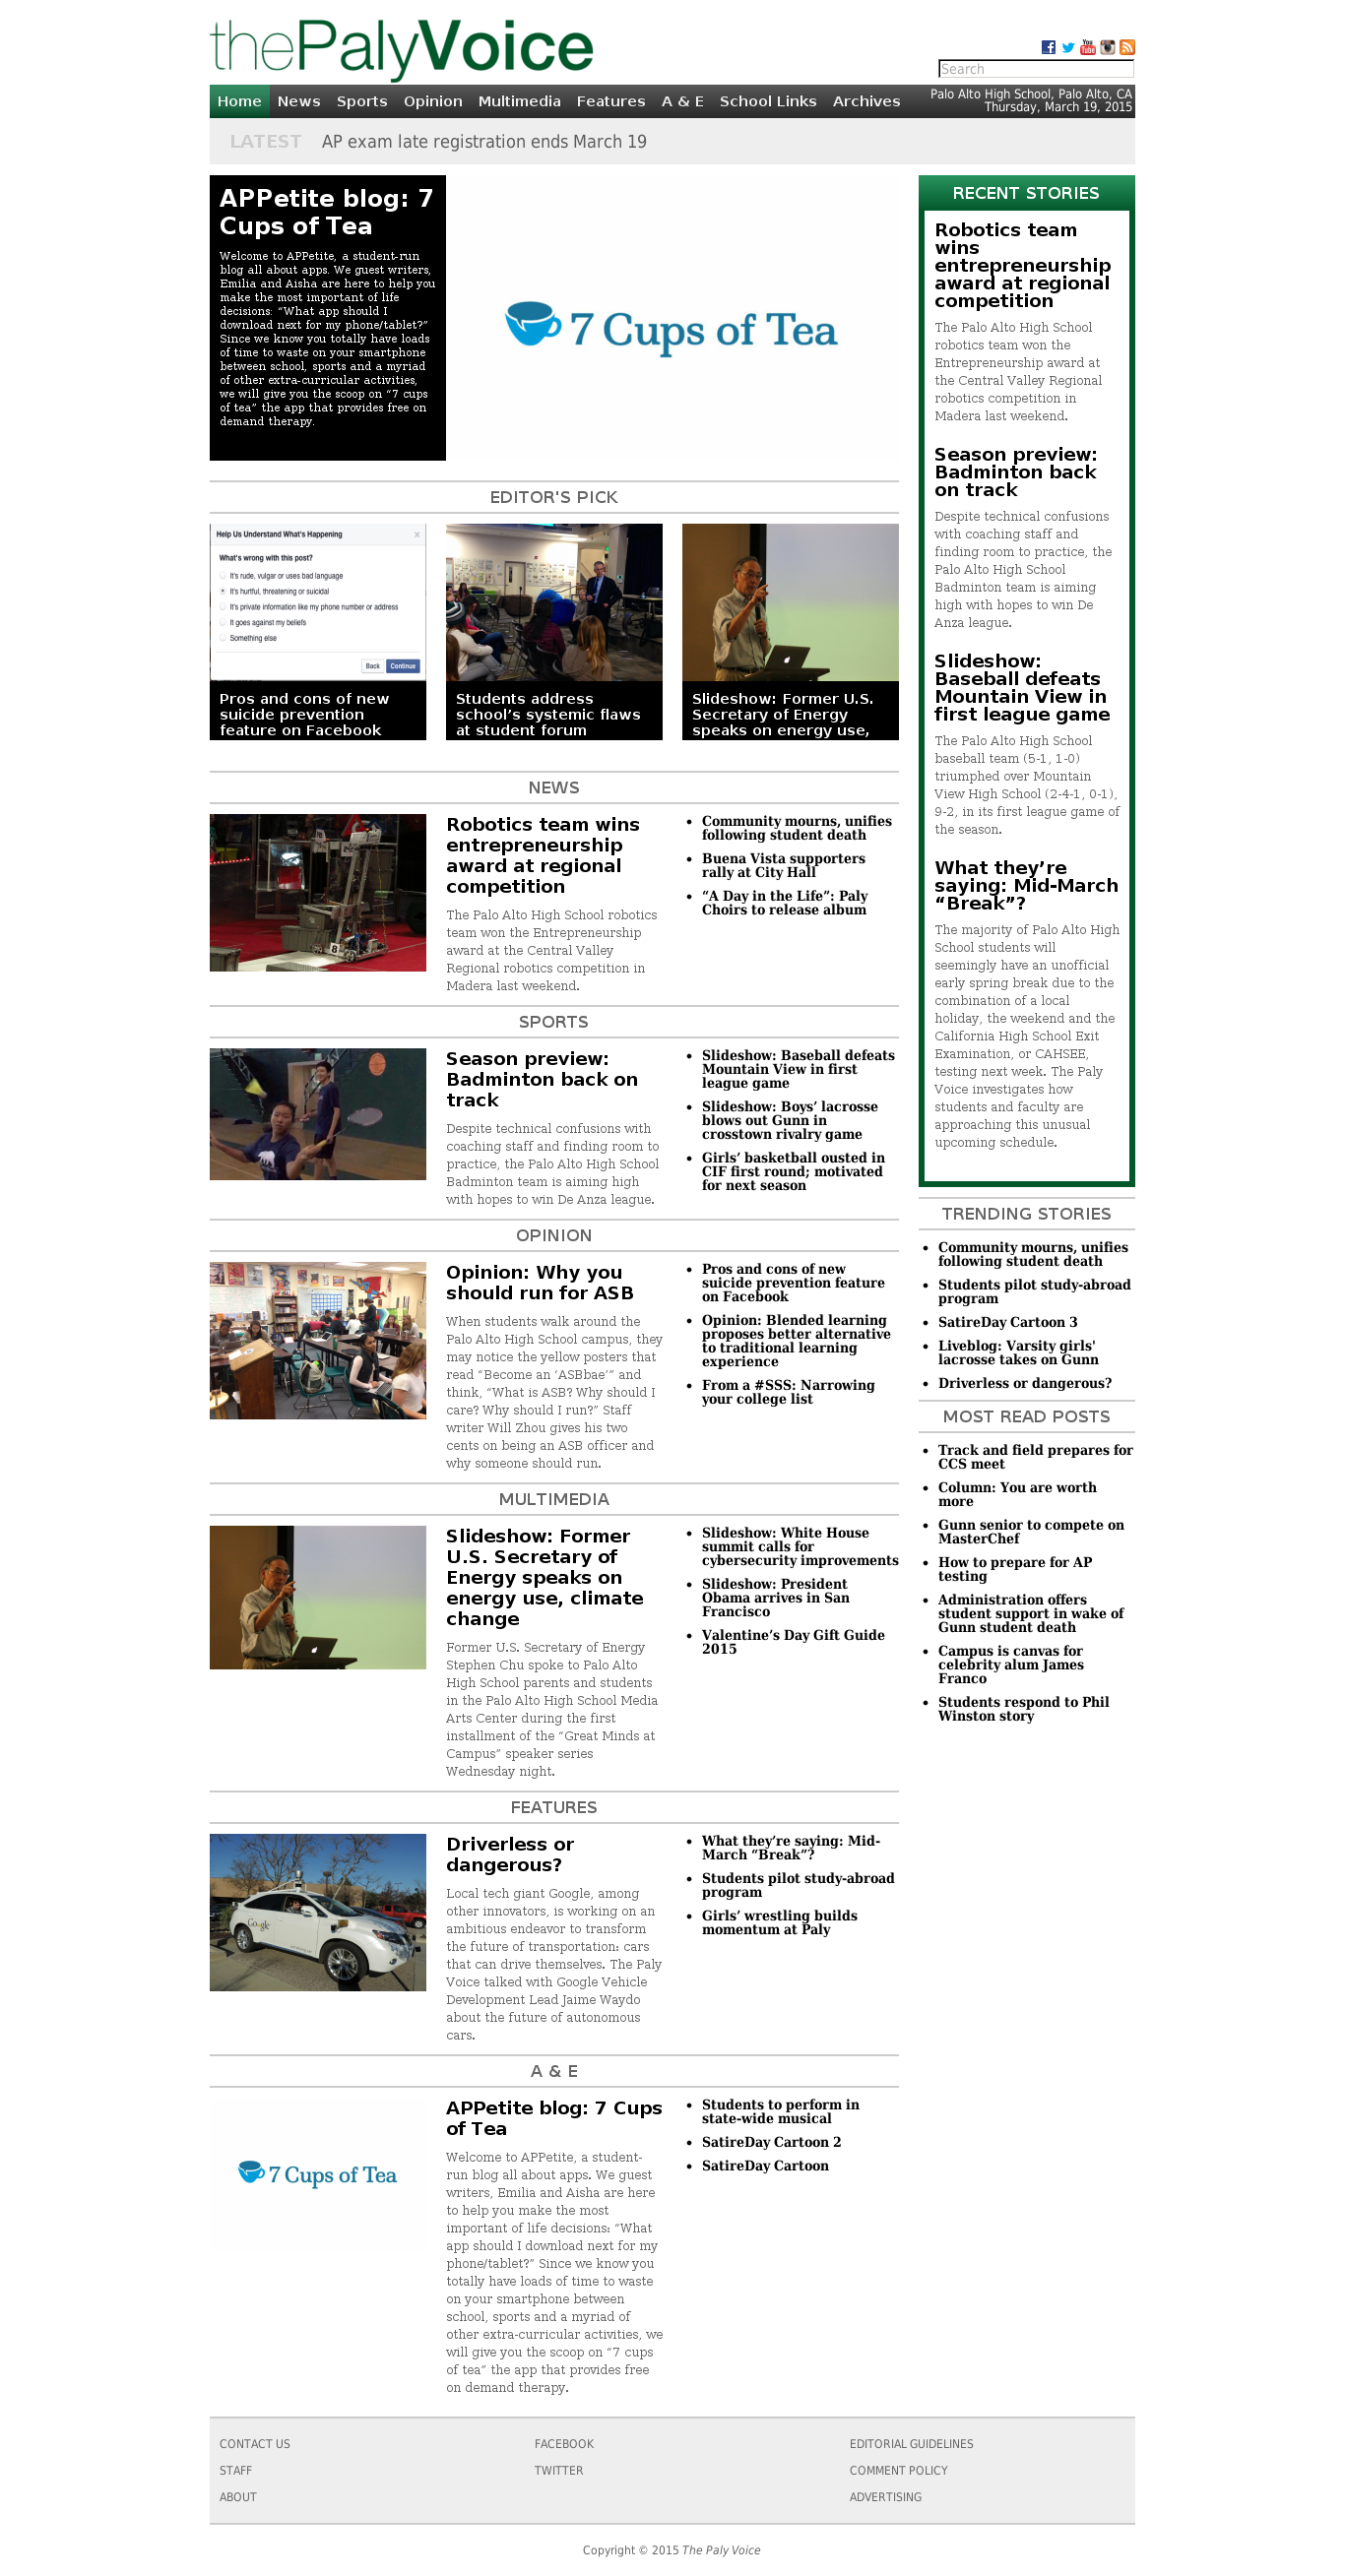 thePalyVoice
Search
Home News Sports Opinion Multimedia Features A & E School Links Archives
Palo Alto High School, Palo Alto, CA
Thursday, March 19, 2015
LATEST AP exam late registration ends March 19
APPetite blog: 7
Cups of Tea
Welcome to APPetite, a student-run
blog all about apps. We guest writers,
Emilia and Aisha are here to help you
make the most important of life
decisions: “What app should I
download next for my phone/tablet?”
Since we know you totally have loads
of time to waste on your smartphone
between school, sports and a myriad
of other extra-curricular activities,
we will give you the scoop on “7 cups
of tea” the app that provides free on
demand therapy.
7 Cups of Tea
EDITOR'S PICK
Help Us Understand What's Happening
What's wrong with this post?
It's rude, vulgar or uses bad language
It's hurtful, threatening or suicidal
It's private information like my phone number or address
It goes against my beliefs
Something else
Back Continue
Pros and cons of new
suicide prevention
feature on Facebook
Students address
school’s systemic flaws
at student forum
Slideshow: Former U.S.
Secretary of Energy
speaks on energy use,
NEWS
8
Robotics team wins
entrepreneurship
award at regional
competition
The Palo Alto High School robotics
team won the Entrepreneurship
award at the Central Valley
Regional robotics competition in
Madera last weekend.
Community mourns, unifies
following student death
Buena Vista supporters
rally at City Hall
“A Day in the Life”: Paly
Choirs to release album
SPORTS
Season preview:
Badminton back on
track
Despite technical confusions with
coaching staff and finding room to
practice, the Palo Alto High School
Badminton team is aiming high
with hopes to win De Anza league.
Slideshow: Baseball defeats
Mountain View in first
league game
Slideshow: Boys’ lacrosse
blows out Gunn in
crosstown rivalry game
Girls’ basketball ousted in
CIF first round; motivated
for next season
OPINION
Opinion: Why you
should run for ASB
When students walk around the
Palo Alto High School campus, they
may notice the yellow posters that
read “Become an ‘ASBbae’” and
think, “What is ASB? Why should I
care? Why should I run?” Staff
writer Will Zhou gives his two
cents on being an ASB officer and
why someone should run.
Pros and cons of new
suicide prevention feature
on Facebook
Opinion: Blended learning
proposes better alternative
to traditional learning
experience
From a #SSS: Narrowing
your college list
MULTIMEDIA
Slideshow: Former
U.S. Secretary of
Energy speaks on
energy use, climate
change
Former U.S. Secretary of Energy
Stephen Chu spoke to Palo Alto
High School parents and students
in the Palo Alto High School Media
Arts Center during the first
installment of the “Great Minds at
Campus” speaker series
Wednesday night.
Slideshow: White House
summit calls for
cybersecurity improvements
Slideshow: President
Obama arrives in San
Francisco
Valentine’s Day Gift Guide
2015
FEATURES
Google
Driverless or
dangerous?
Local tech giant Google, among
other innovators, is working on an
ambitious endeavor to transform
the future of transportation: cars
that can drive themselves. The Paly
Voice talked with Google Vehicle
Development Lead Jaime Waydo
about the future of autonomous
cars.
What they’re saying: Mid-
March “Break”?
Students pilot study-abroad
program
Girls’ wrestling builds
momentum at Paly
A & E
7 Cups of Tea
APPetite blog: 7 Cups
of Tea
Welcome to APPetite, a student-
run blog all about apps. We guest
writers, Emilia and Aisha are here
to help you make the most
important of life decisions: “What
app should I download next for my
phone/tablet?” Since we know you
totally have loads of time to waste
on your smartphone between
school, sports and a myriad of
other extra-curricular activities, we
will give you the scoop on “7 cups
of tea” the app that provides free
on demand therapy.
Students to perform in
state-wide musical
SatireDay Cartoon 2
SatireDay Cartoon
RECENT STORIES
Robotics team
wins
entrepreneurship
award at regional
competition
The Palo Alto High School
robotics team won the
Entrepreneurship award at
the Central Valley Regional
robotics competition in
Madera last weekend.
Season preview:
Badminton back
on track
Despite technical confusions
with coaching staff and
finding room to practice, the
Palo Alto High School
Badminton team is aiming
high with hopes to win De
Anza league.
Slideshow:
Baseball defeats
Mountain View in
first league game
The Palo Alto High School
baseball team (5-1, 1-0)
triumphed over Mountain
View High School (2-4-1, 0-1),
9-2, in its first league game of
the season.
What they’re
saying: Mid-March
“Break”?
The majority of Palo Alto High
School students will
seemingly have an unofficial
early spring break due to the
combination of a local
holiday, the weekend and the
California High School Exit
Examination, or CAHSEE,
testing next week. The Paly
Voice investigates how
students and faculty are
approaching this unusual
upcoming schedule.
TRENDING STORIES
Community mourns, unifies
following student death
Students pilot study-abroad
program
SatireDay Cartoon 3
Liveblog: Varsity girls'
lacrosse takes on Gunn
Driverless or dangerous?
MOST READ POSTS
Track and field prepares for
CCS meet
Column: You are worth
more
Gunn senior to compete on
MasterChef
How to prepare for AP
testing
Administration offers
student support in wake of
Gunn student death
Campus is canvas for
celebrity alum James
Franco
Students respond to Phil
Winston story
CONTACT US
STAFF
ABOUT
FACEBOOK
TWITTER
EDITORIAL GUIDELINES
COMMENT POLICY
ADVERTISING
Copyright © 2015 The Paly Voice